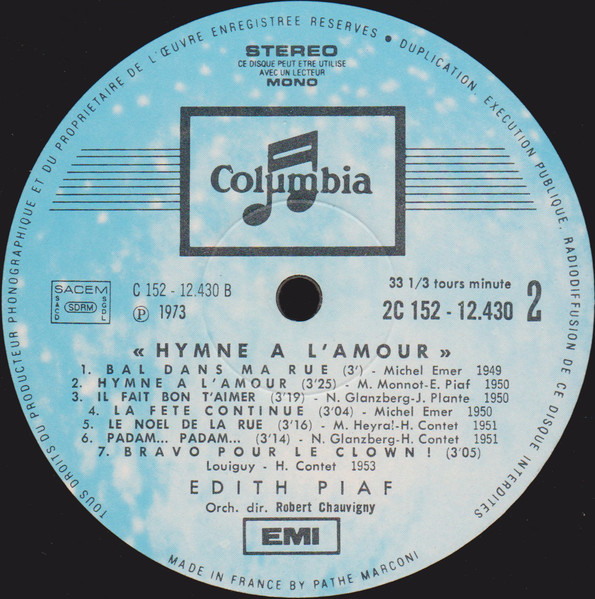 TOUS DROITS DU PRODUCTEUR PHONOGRAPHIQUE ET DU PROPRIETAIRE DE L'ŒUVRE ENREGISTREE RESERVES • DUPLICATION, EXECUTION PUBLIQUE, RADIODIFFUSION DE CE DISQUE INTERDITES
STEREO
CE DISQUE PEUT ETRE UTILISE
AVEC UN LECTEUR
MONO
Columbia
SACEM
SACD
SDRM
SGDL
C 152 - 12.430 B
Ⓟ 1973
33 1/3 tours minute
2C 152 - 12.430 2
« HYMNE A L'AMOUR »
1. BAL DANS MA RUE (3') - Michel Emer 1949
2. HYMNE A L'AMOUR (3'25) - M. Monnot-E. Piaf 1950
3. IL FAIT BON T'AIMER (3'19) - N. Glanzberg-J. Plante 1950
4. LA FETE CONTINUE (3'04) - Michel Emer 1950
5. LE NOEL DE LA RUE (3'16) - M. Heyra!-H. Contet 1951
6. PADAM... PADAM... (3'14) - N. Glanzberg-H. Contet 1951
7. BRAVO POUR LE CLOWN ! (3'05)
Louiguy - H. Contet 1953
EDITH PIAF
Orch. dir. Robert Chauvigny
EMI
MADE IN FRANCE BY PATHE MARCONI